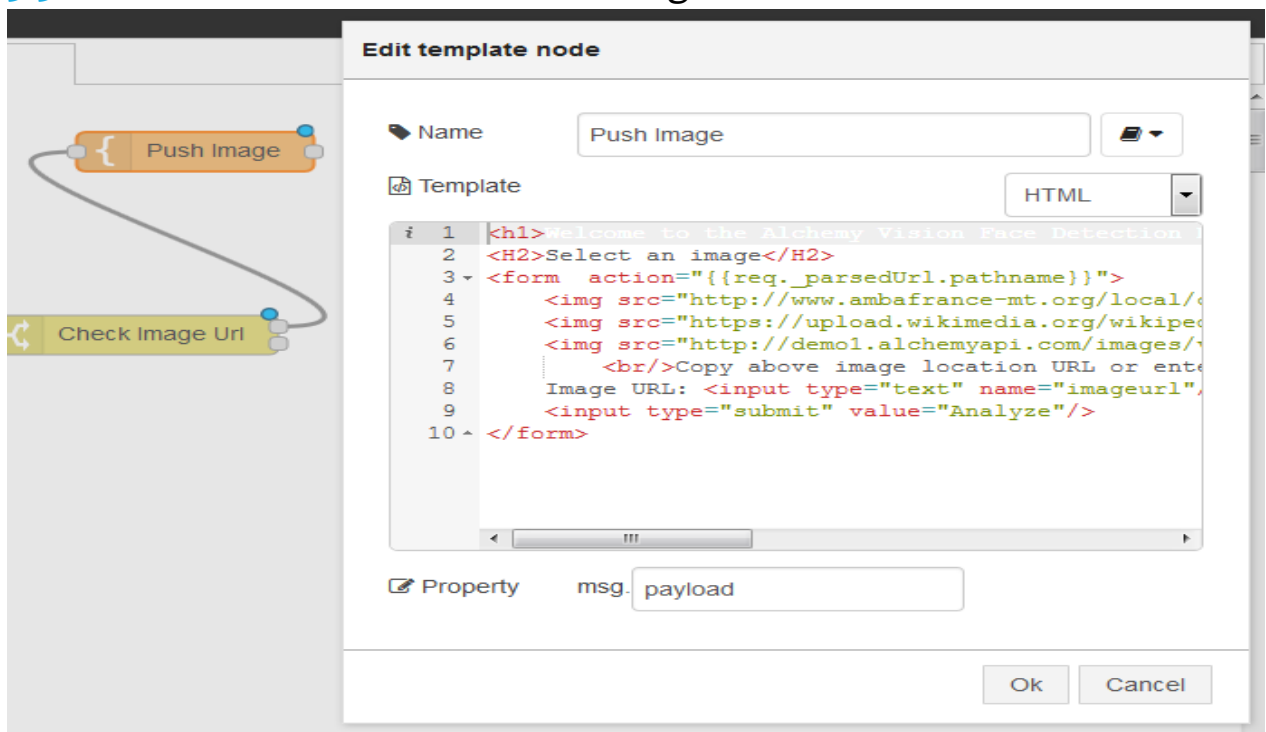 Edit template node
Name
Push Image
Push Image
Template
HTML
i 1 <h1>Welcome to the Alchemy Vision Face Detection
2 <H2>Select an image</H2>
3 <form  action="{{req._parsedUrl.pathname}}">
4 <img src="http://www.ambafrance-mt.org/local/
5 <img src="https://upload.wikimedia.org/wikiped
6 <img src="http://demo1.alchemyapi.com/images/
7 <br/>Copy above image location URL or ente
8 Image URL: <input type="text" name="imageurl"/
9 <input type="submit" value="Analyze"/>
10 </form>
Check Image Url
Property
msg. payload
Ok
Cancel